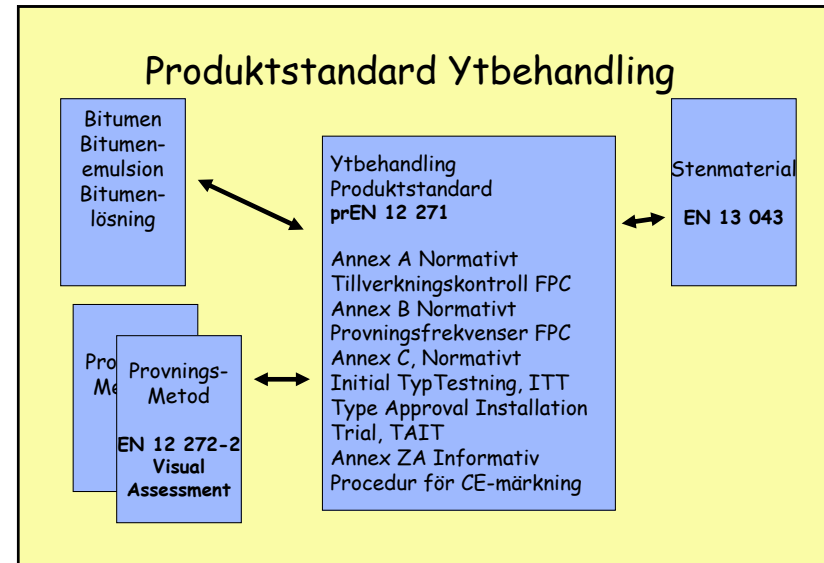 Produktstandard Ytbehandling
Bitumen
Bitumen-
emulsion
Bitumen-
lösning
Ytbehandling
Produktstandard
prEN 12 271
Annex A Normativt
Tillverkningskontroll FPC
Annex B Normativt
Provningsfrekvenser FPC
Annex C, Normativt
Initial TypTestning, ITT
Type Approval Installation
Trial, TAIT
Annex ZA Informativ
Procedur för CE-märkning
Stenmaterial
EN 13 043
Provnings-
Metod
EN 12 272-2
Visual
Assessment